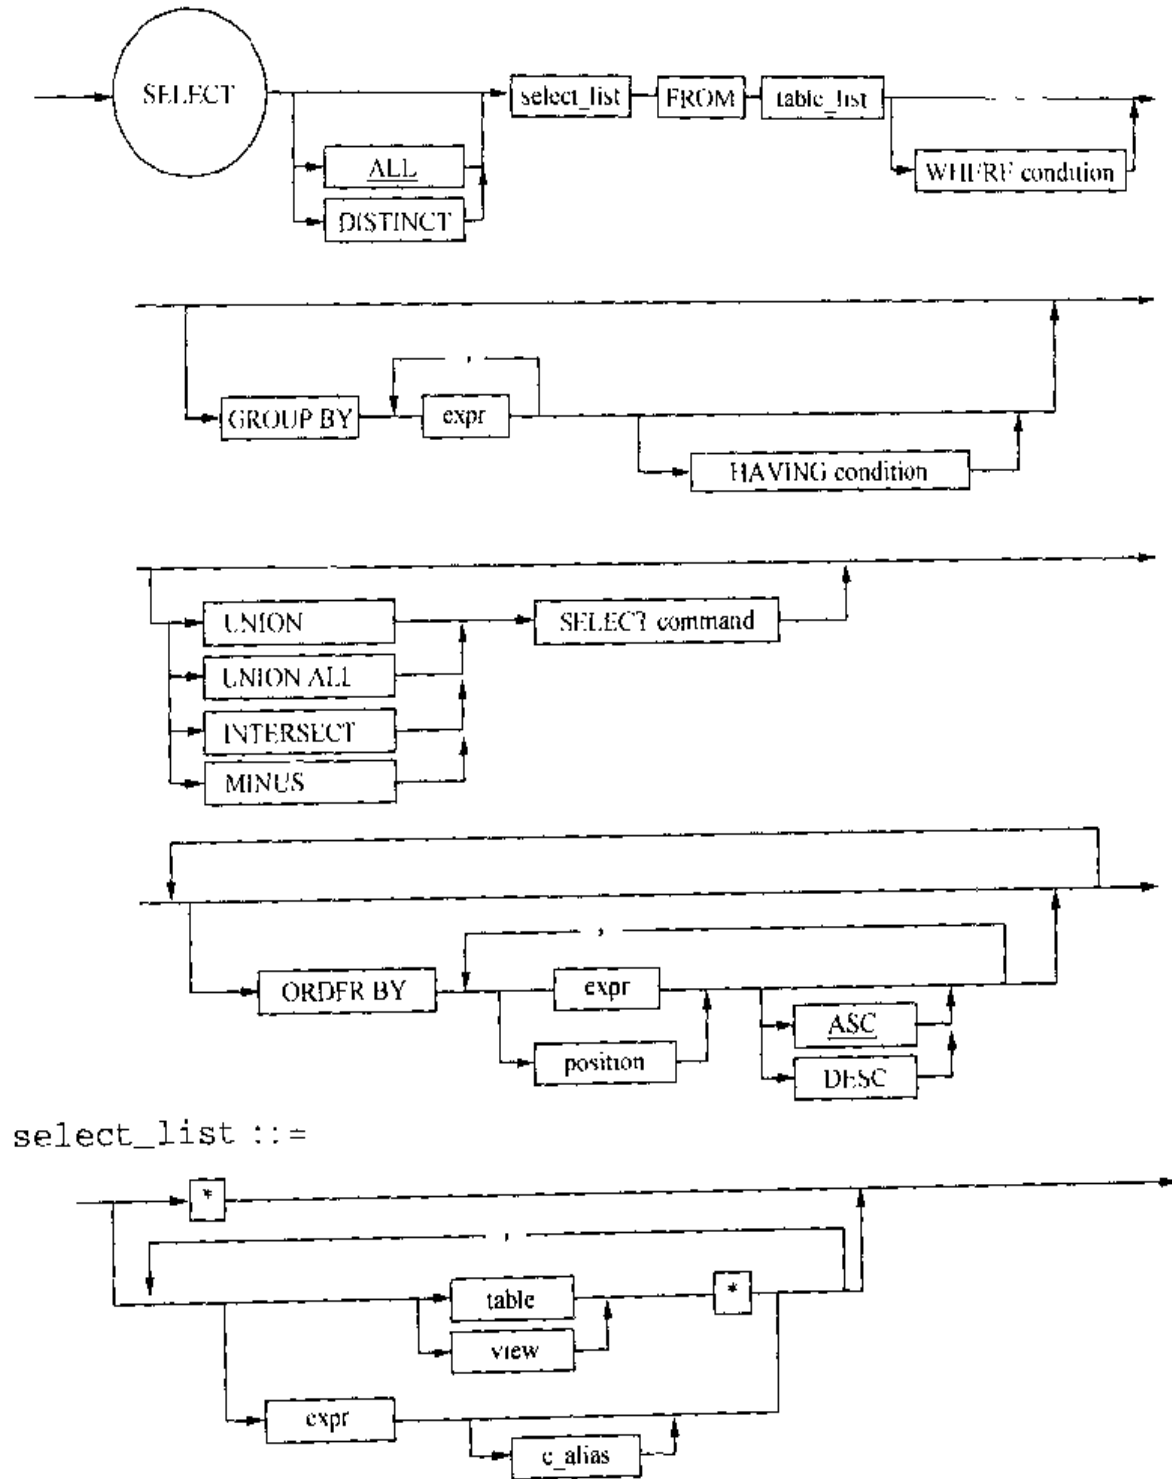 SELECT select_list FROM table_list
ALL WHERE condition
DISTINCT
,
GROUP BY expr
HAVING condition
UNION SELECT command
UNION ALL
INTERSECT
MINUS
,
ORDER BY expr
ASC
position
DESC
select_list ::=
*
,
table *
view
expr
c_alias